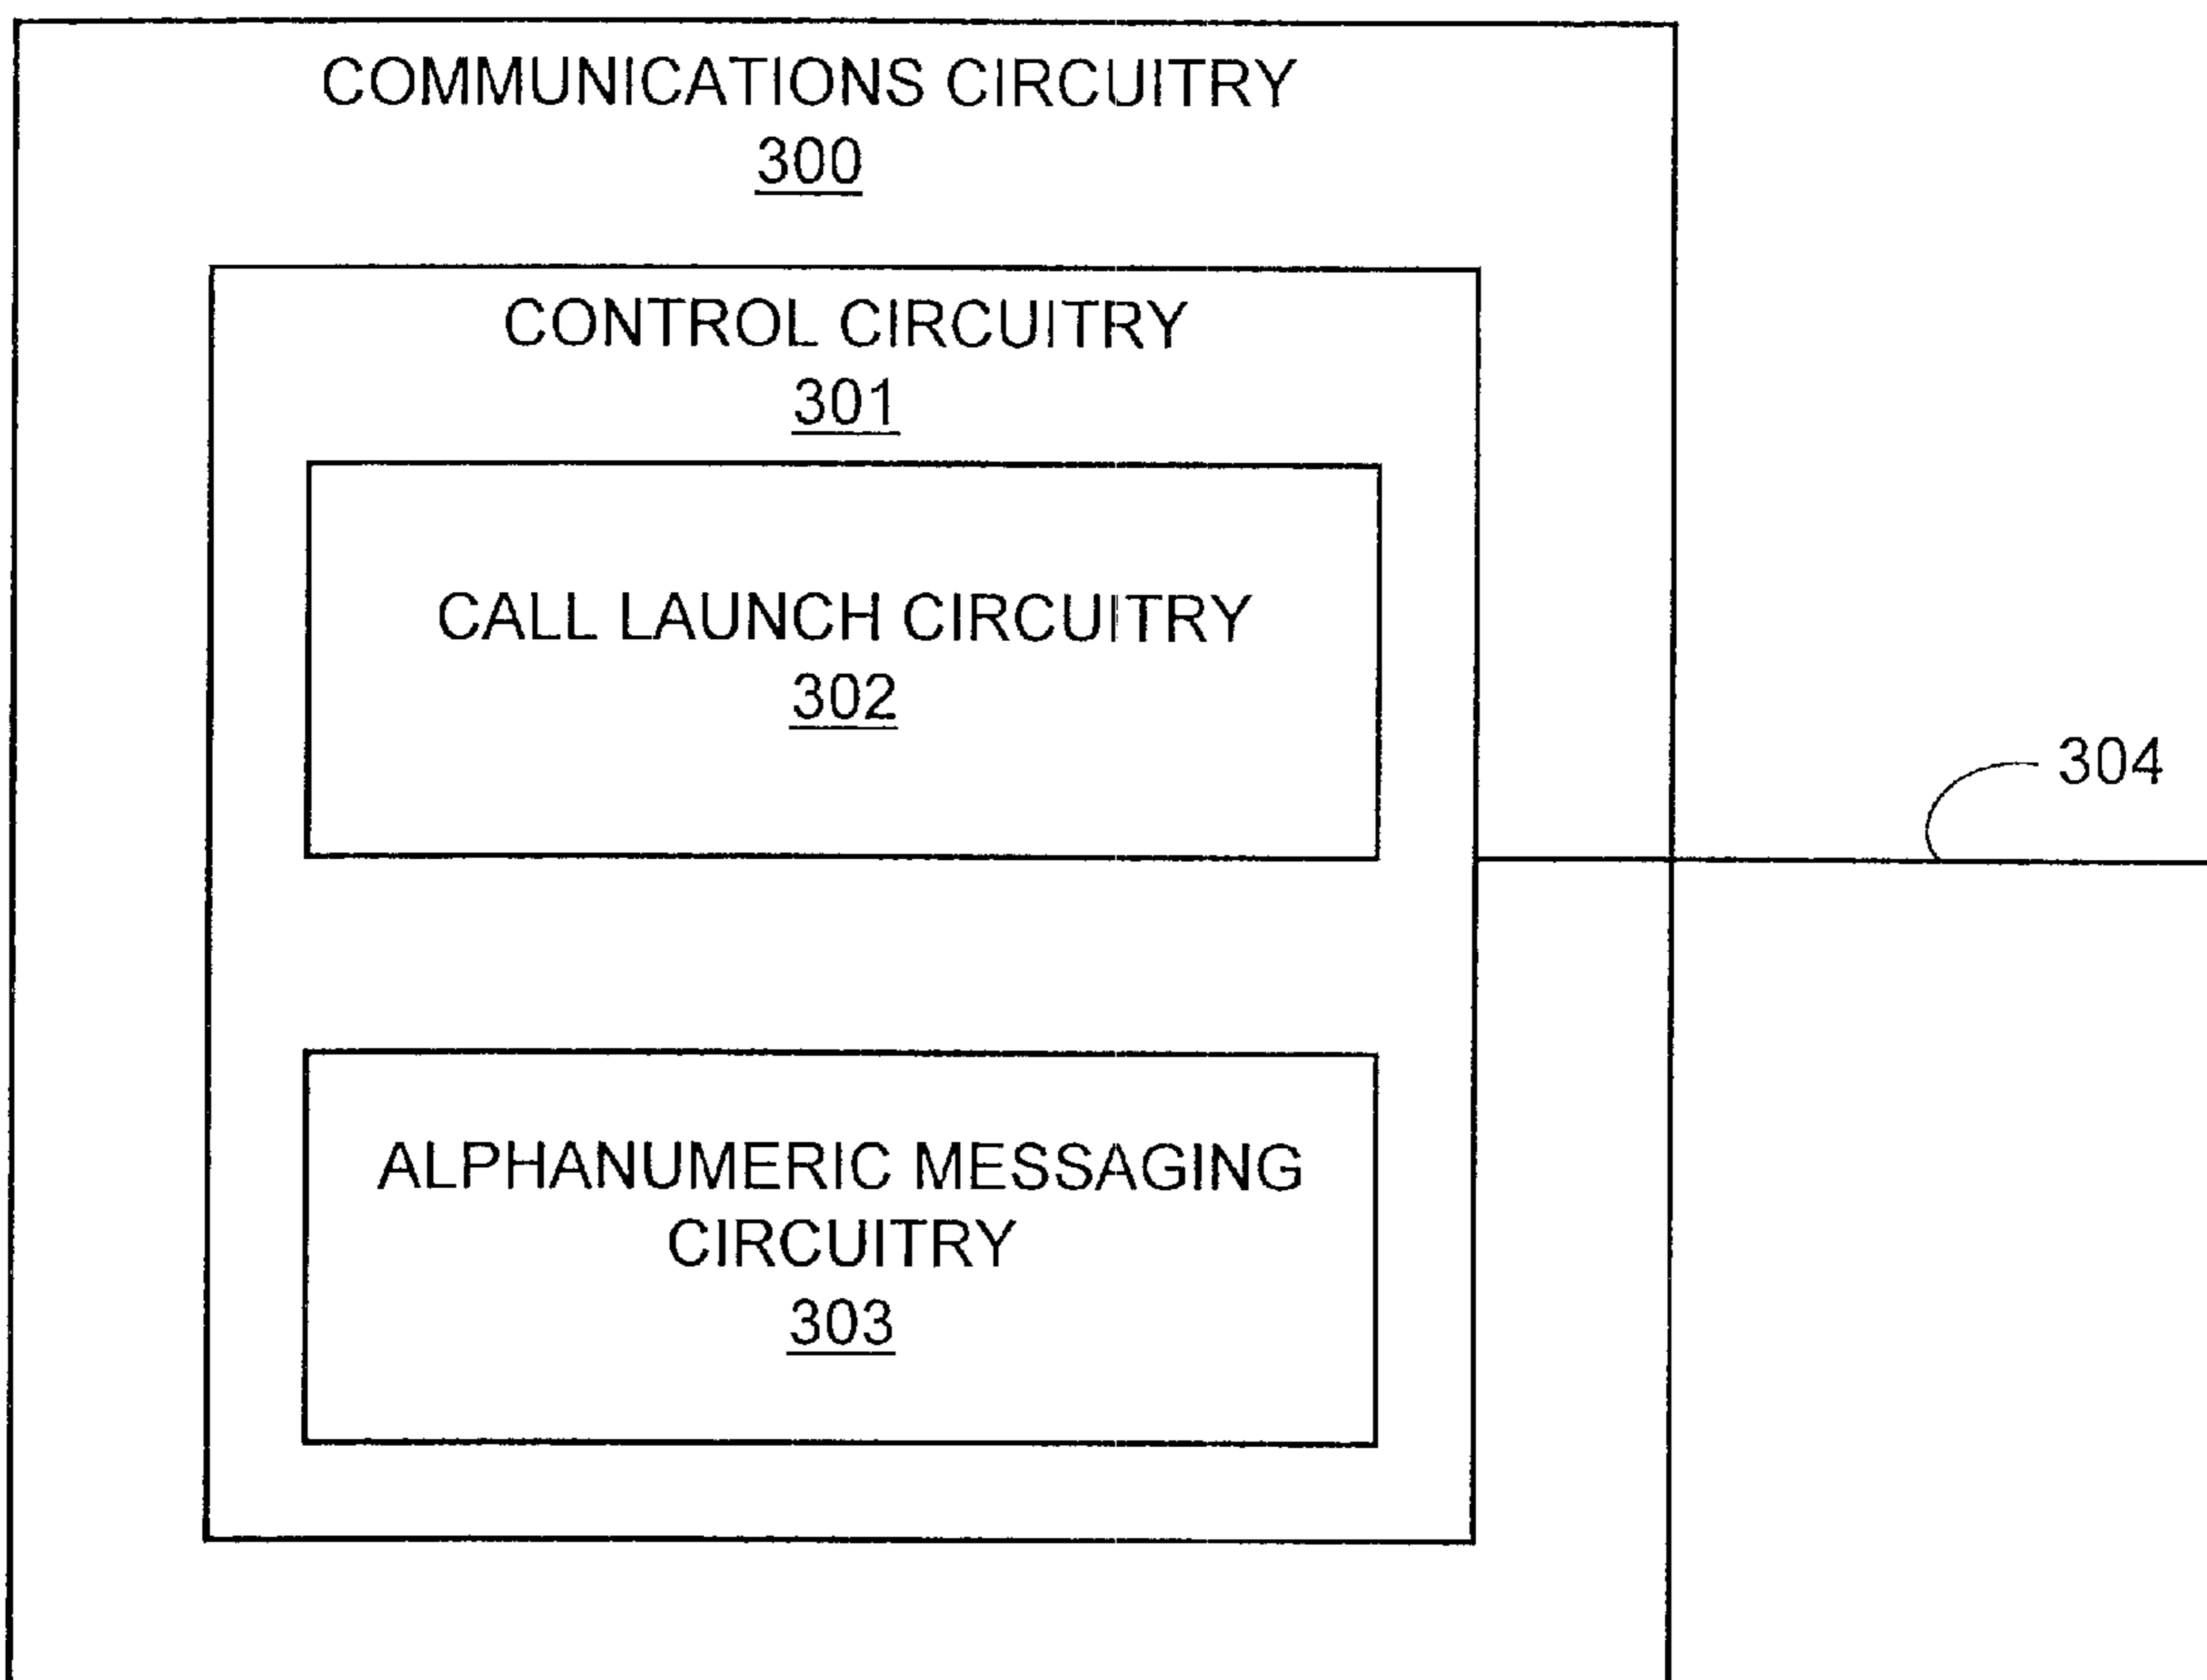 COMMUNICATIONS CIRCUITRY
300
CONTROL CIRCUITRY
301
CALL LAUNCH CIRCUITRY
302
304
ALPHANUMERIC MESSAGING
CIRCUITRY
303